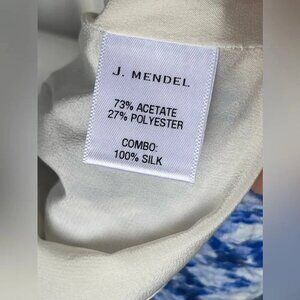 J. MENDEL
73% ACETATE
27% POLYESTER
COMBO:
100% SILK